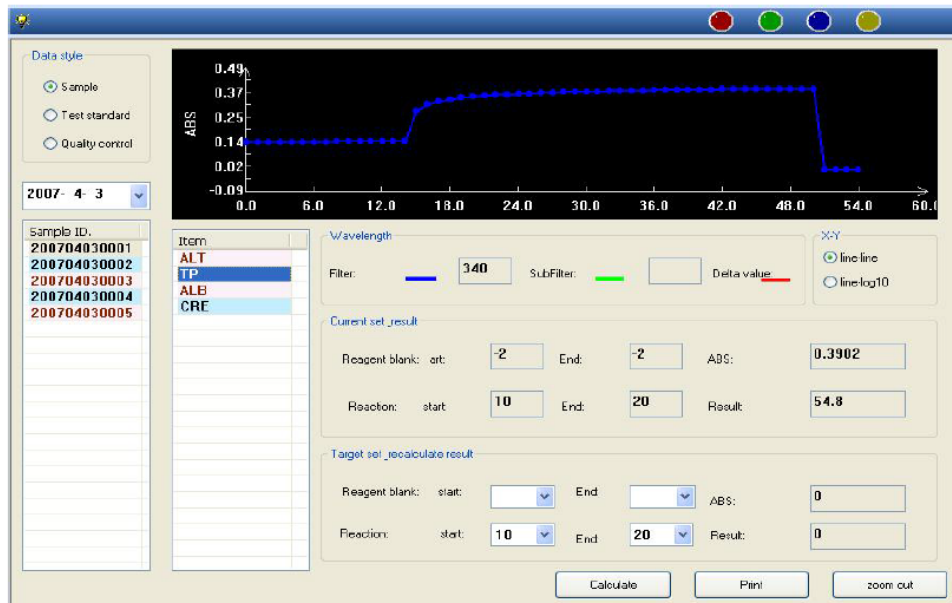 Data style
Sample
Test standard
Quality control
2007- 4- 3
ABS
0.49
0.37
0.25
0.14
0.02
-0.09
0.0 6.0 12.0 18.0 24.0 30.0 36.0 42.0 48.0 54.0 60.0
Sample ID.
200704030001
200704030002
200704030003
200704030004
200704030005
Item
ALT
TP
ALB
CRE
Wavelength
Filter: 340 SubFilter: Delta value:
X-Y
line-line
line-log10
Current set_result
Reagent blank: art: -2 End: -2 ABS: 0.3902
Reaction: start 10 End: 20 Result: 54.8
Target set_recalculate result
Reagent blank: start: End: ABS: 0
Reaction: start: 10 End: 20 Result: 0
Calculate Print zoom out